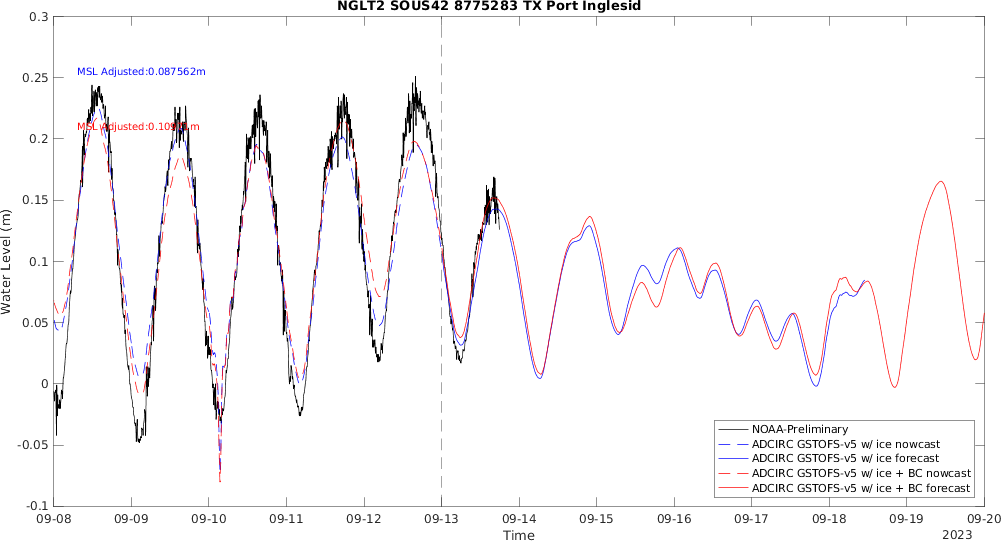 NGLT2 SOUS42 8775283 TX Port Inglesid
0.3
0.25
0.2
0.15
0.1
0.05
0
-0.05
-0.1
Water Level (m)
MSL Adjusted:0.087562m
MSL Adjusted:
NOAA-Preliminary
ADCIRC GSTOFS-v5 w/ ice nowcast
ADCIRC GSTOFS-v5 w/ ice forecast
ADCIRC GSTOFS-v5 w/ ice + BC nowcast
ADCIRC GSTOFS-v5 w/ ice + BC forecast
09-08 09-09 09-10 09-11 09-12 09-13 09-14 09-15 09-16 09-17 09-18 09-19 09-20
Time
2023